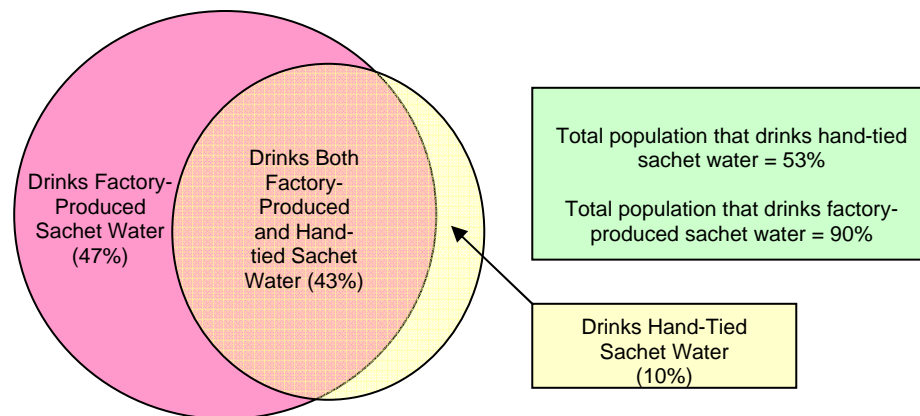 Drinks Factory-
Produced
Sachet Water
(47%)
Drinks Both
Factory-
Produced
and Hand-
tied Sachet
Water (43%)
Total population that drinks hand-tied
sachet water = 53%
Total population that drinks factory-
produced sachet water = 90%
Drinks Hand-Tied
Sachet Water
(10%)